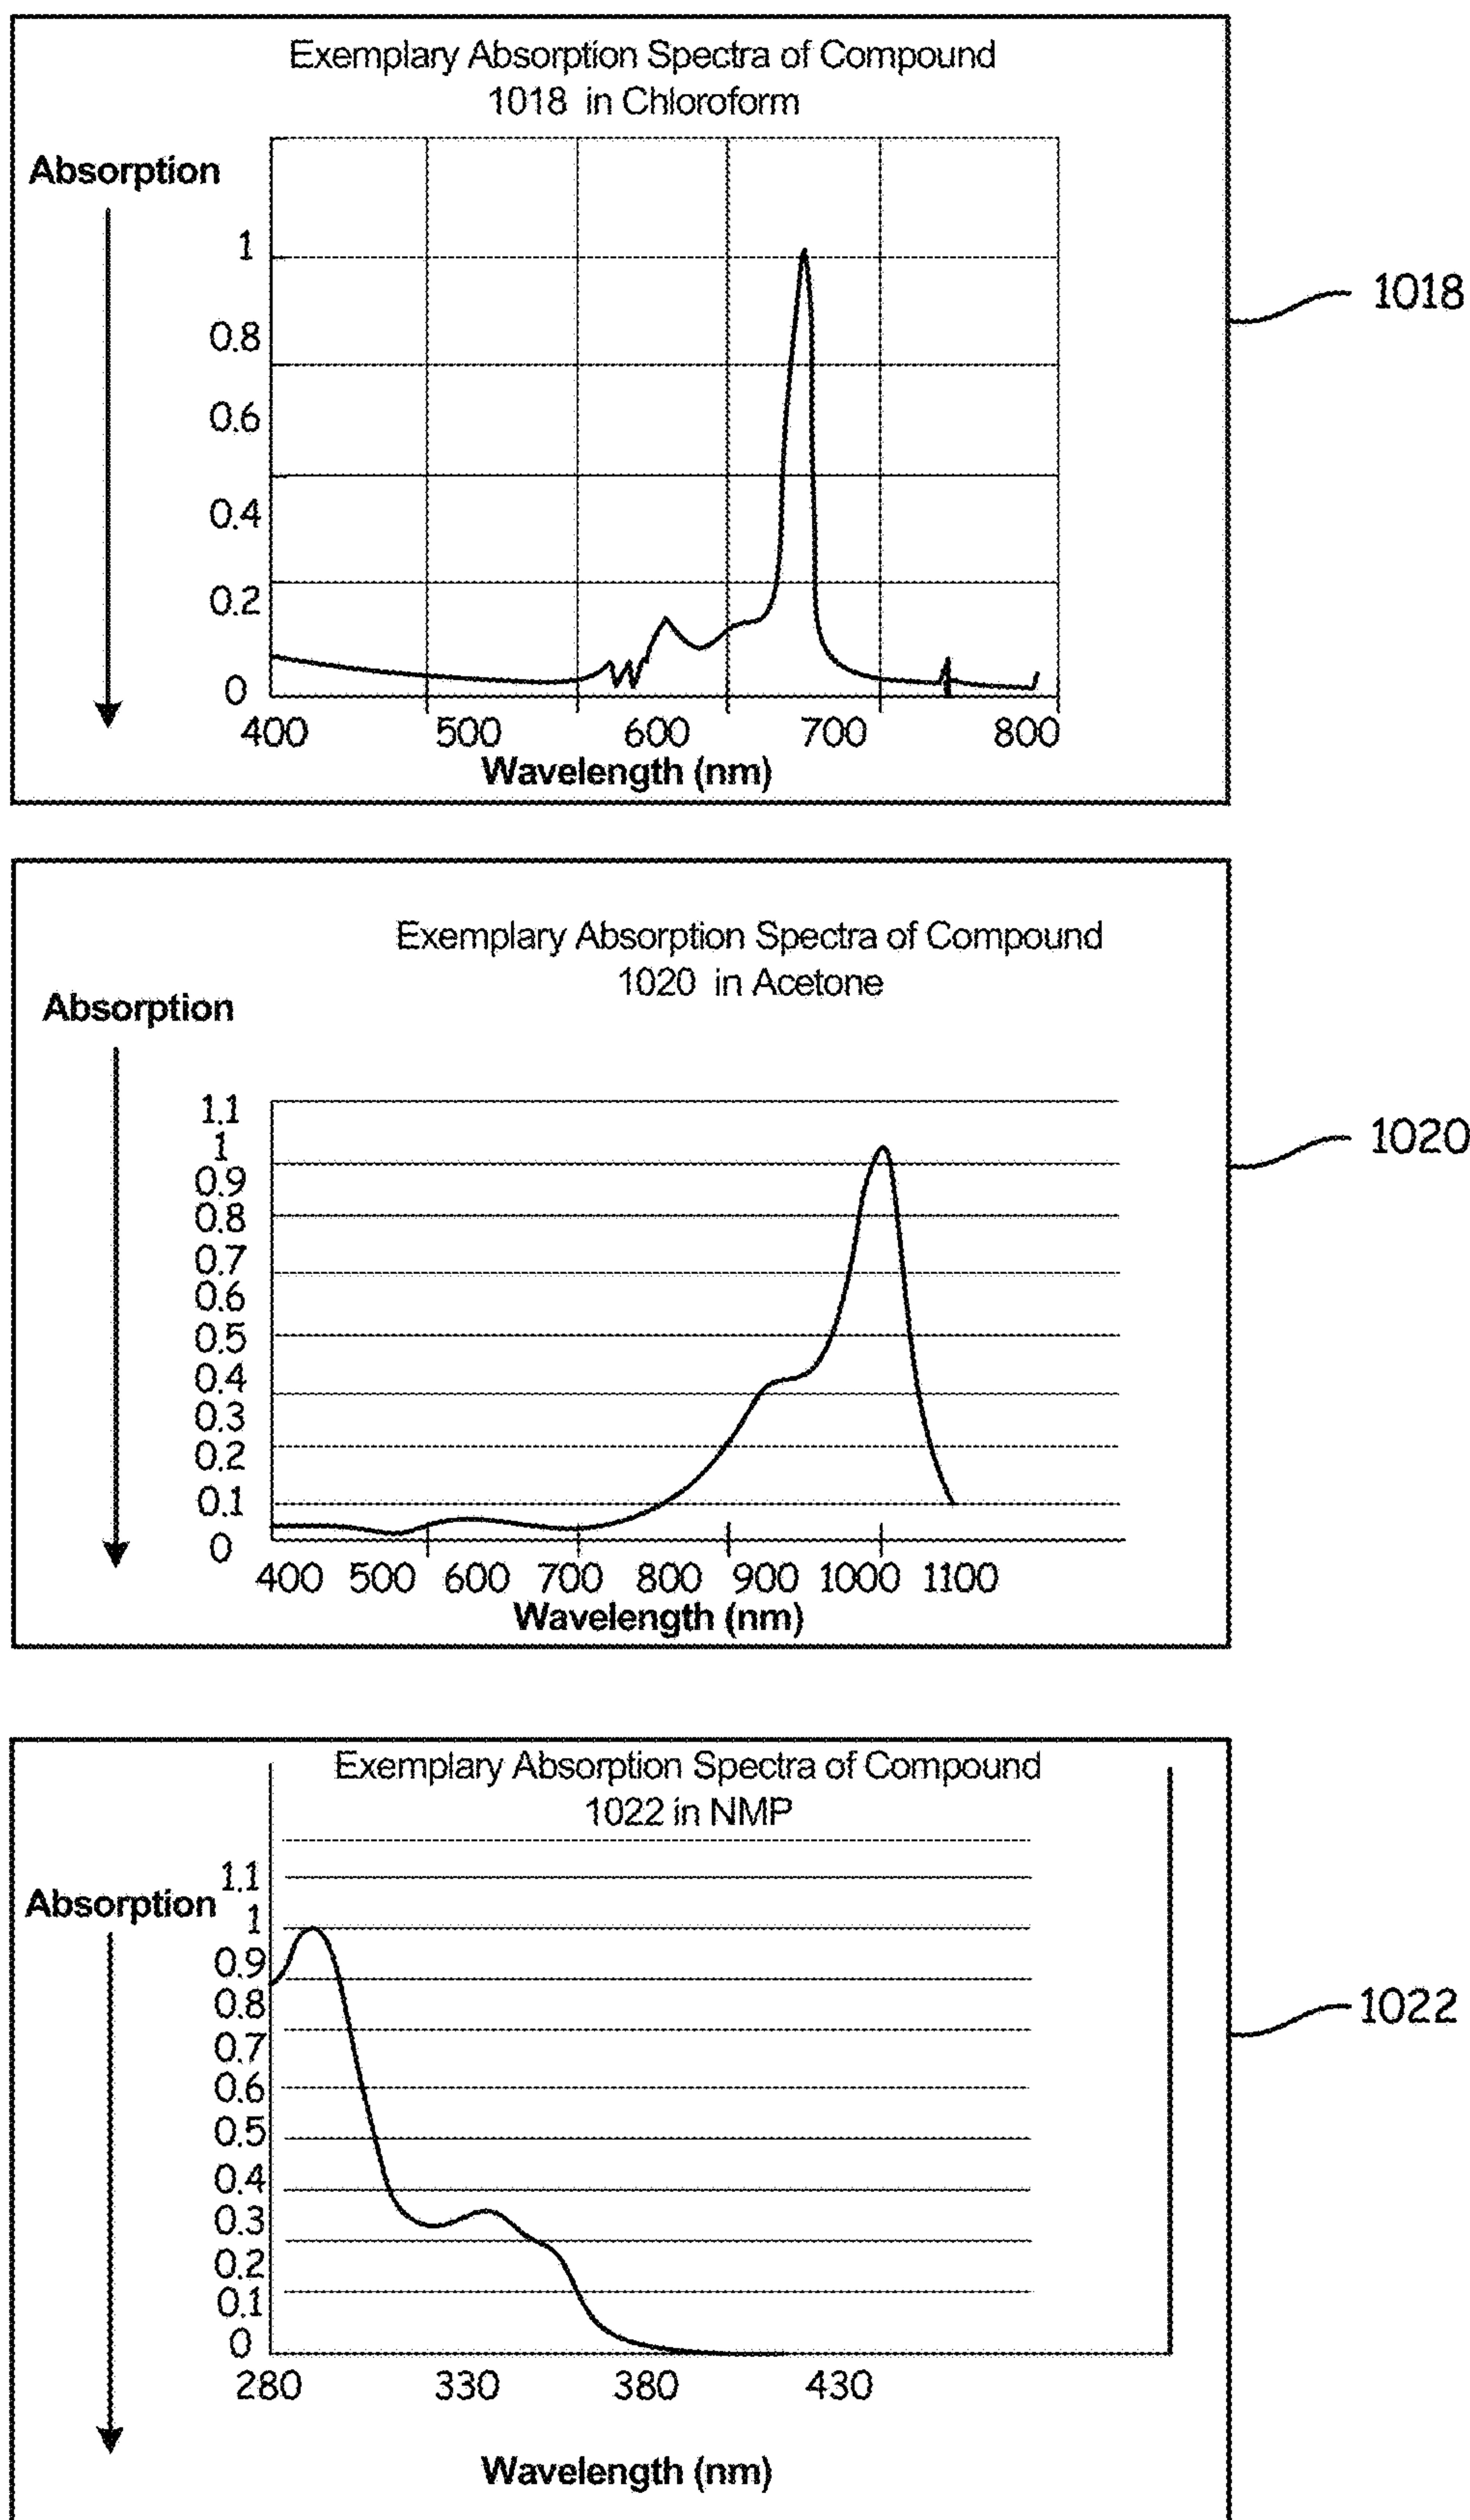 Exemplary Absorption Spectra of Compound
1018 in Chloroform
Absorption
1
0.8
0.6
0.4
0.2
0
400 500 600 700 800
Wavelength (nm)
1018
Exemplary Absorption Spectra of Compound
1020 in Acetone
Absorption
1.1
1
0.9
0.8
0.7
0.6
0.5
0.4
0.3
0.2
0.1
0
400 500 600 700 800 900 1000 1100
Wavelength (nm)
1020
Exemplary Absorption Spectra of Compound
1022 in NMP
Absorption
1.1
1
0.9
0.8
0.7
0.6
0.5
0.4
0.3
0.2
0.1
0
280 330 380 430
Wavelength (nm)
1022